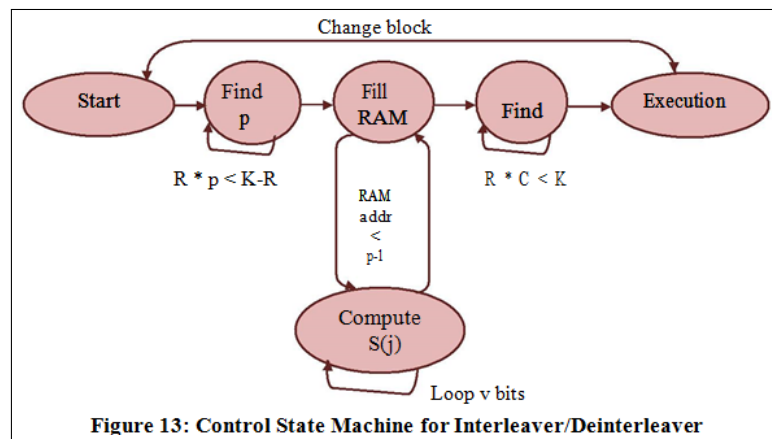 Change block
Start
Find
p
Fill
RAM
Find
Execution
R * p < K-R
R * C < K
RAM
addr
<
p-1
Compute
S(j)
Loop v bits
Figure 13: Control State Machine for Interleaver/Deinterleaver